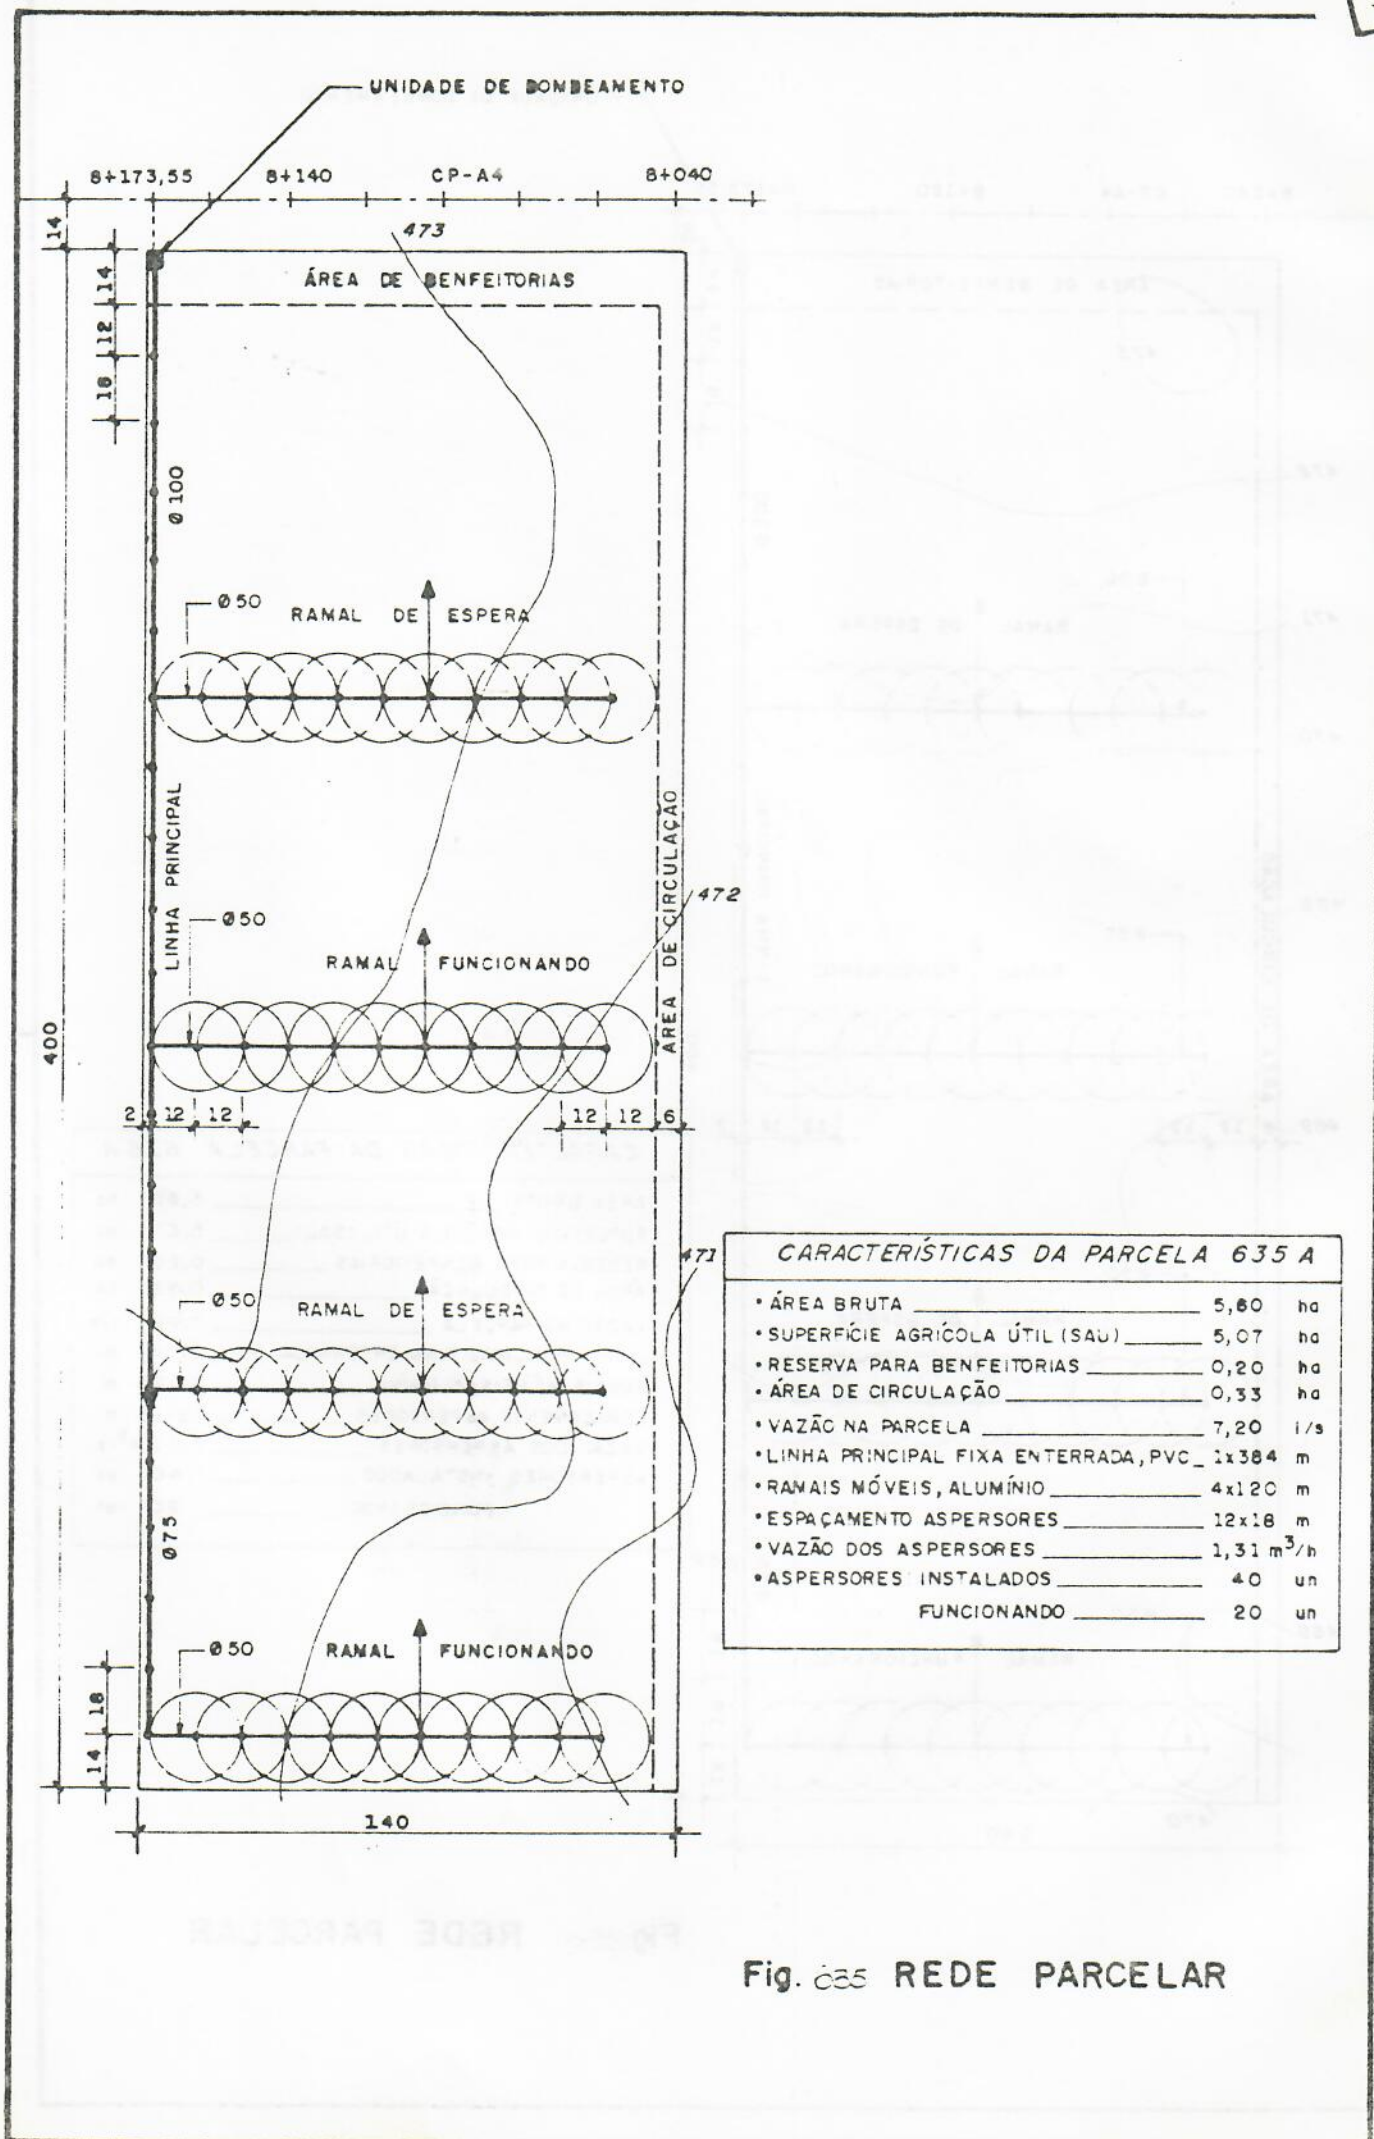 UNIDADE DE BOMBEAMENTO
8+173,55 8+140 CP-A4 8+040
14
473
ÁREA DE BENFEITORIAS
14
12
18
Ø 100
Ø50 RAMAL DE ESPERA
LINHA PRINCIPAL
ÁREA DE CIRCULAÇÃO
472
Ø50
RAMAL FUNCIONANDO
400
2 12 12 12 12 6
471
Ø50 RAMAL DE ESPERA
Ø75
Ø50 RAMAL FUNCIONANDO
18
14
140
CARACTERÍSTICAS DA PARCELA 635 A
• ÁREA BRUTA 5,60 ha
• SUPERFÍCIE AGRÍCOLA ÚTIL (SAU) 5,07 ha
• RESERVA PARA BENFEITORIAS 0,20 ha
• ÁREA DE CIRCULAÇÃO 0,33 ha
• VAZÃO NA PARCELA 7,20 l/s
• LINHA PRINCIPAL FIXA ENTERRADA, PVC 1x384 m
• RAMAIS MÓVEIS, ALUMÍNIO 4x120 m
• ESPAÇAMENTO ASPERSORES 12x18 m
• VAZÃO DOS ASPERSORES 1,31 m³/h
• ASPERSORES INSTALADOS 40 un
FUNCIONANDO 20 un
Fig. REDE PARCELAR